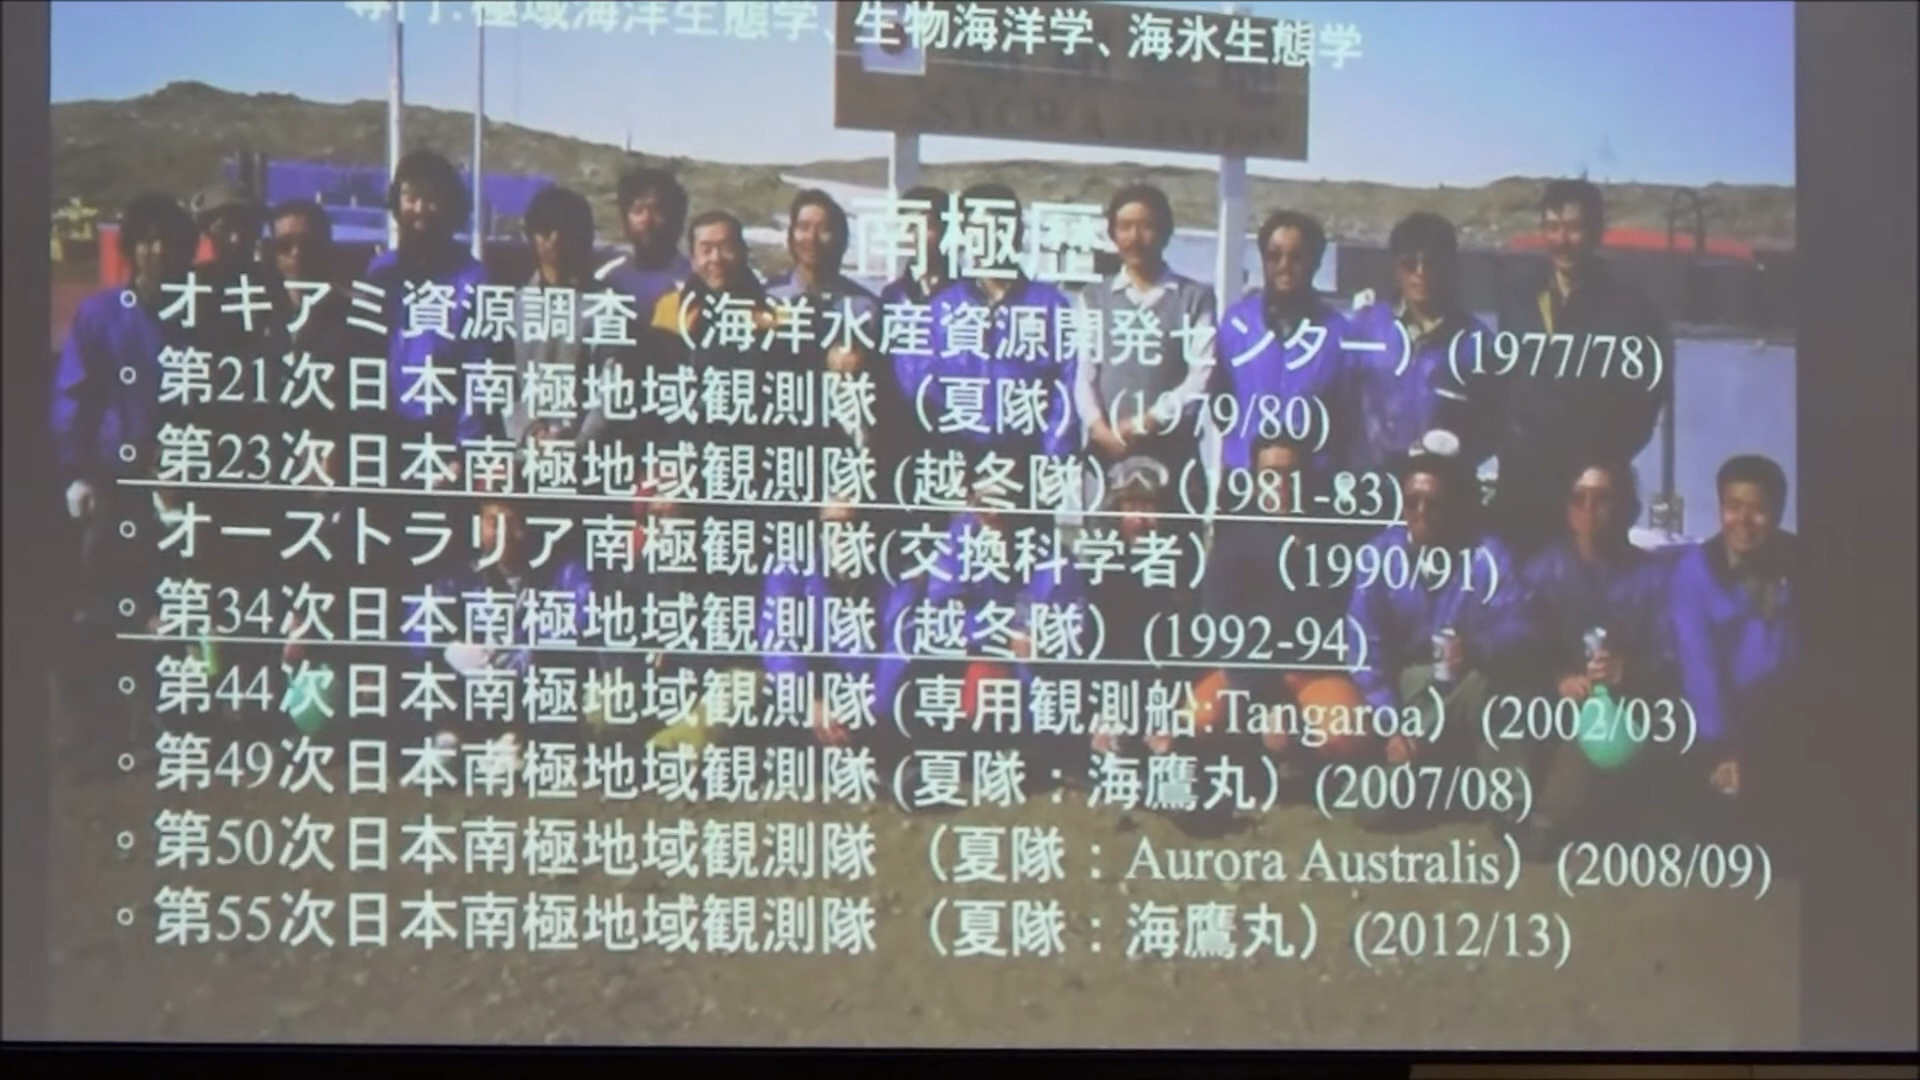 専門:極域海洋生態学、生物海洋学、海氷生態学
SYOWA STATION
南極歴
◦ オキアミ資源調査（海洋水産資源開発センター）(1977/78)
◦ 第21次日本南極地域観測隊（夏隊）(1979/80)
◦ 第23次日本南極地域観測隊 (越冬隊）（1981-83)
◦ オーストラリア南極観測隊(交換科学者）（1990/91)
◦ 第34次日本南極地域観測隊 (越冬隊）(1992-94)
◦ 第44次日本南極地域観測隊 (専用観測船:Tangaroa）(2002/03)
◦ 第49次日本南極地域観測隊 (夏隊：海鷹丸）(2007/08)
◦ 第50次日本南極地域観測隊 （夏隊：Aurora Australis）(2008/09)
◦ 第55次日本南極地域観測隊 （夏隊：海鷹丸）(2012/13)